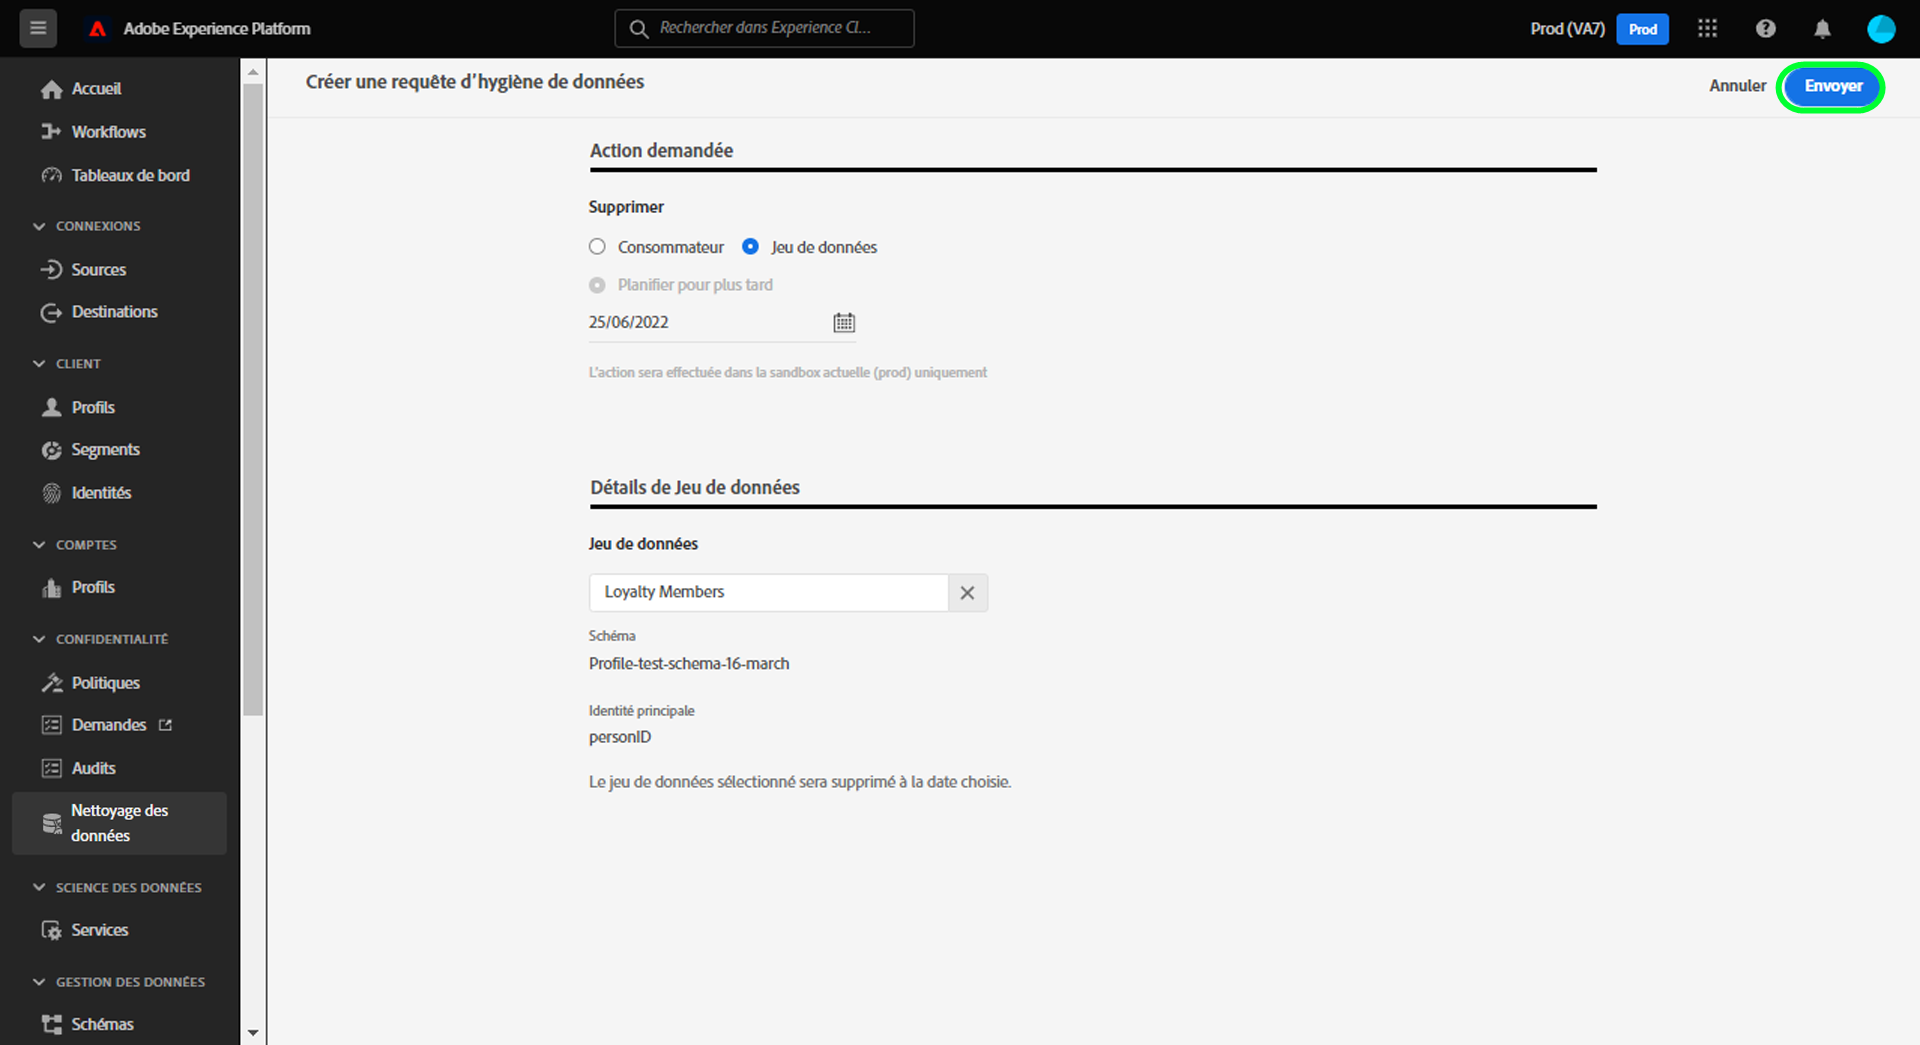 Adobe Experience Platform
Rechercher dans Experience Cl...
Prod (VA7)
Prod
Accueil
Workflows
Tableaux de bord
CONNEXIONS
Sources
Destinations
CLIENT
Profils
Segments
Identités
COMPTES
Profils
CONFIDENTIALITÉ
Politiques
Demandes
Audits
Nettoyage des
données
SCIENCE DES DONNÉES
Services
GESTION DES DONNÉES
Schémas
Créer une requête d'hygiène de données
Annuler
Envoyer
Action demandée
Supprimer
Consommateur
Jeu de données
Planifier pour plus tard
25/06/2022
L'action sera effectuée dans la sandbox actuelle (prod) uniquement
Détails de Jeu de données
Jeu de données
Loyalty Members
Schéma
Profile-test-schema-16-march
Identité principale
personID
Le jeu de données sélectionné sera supprimé à la date choisie.